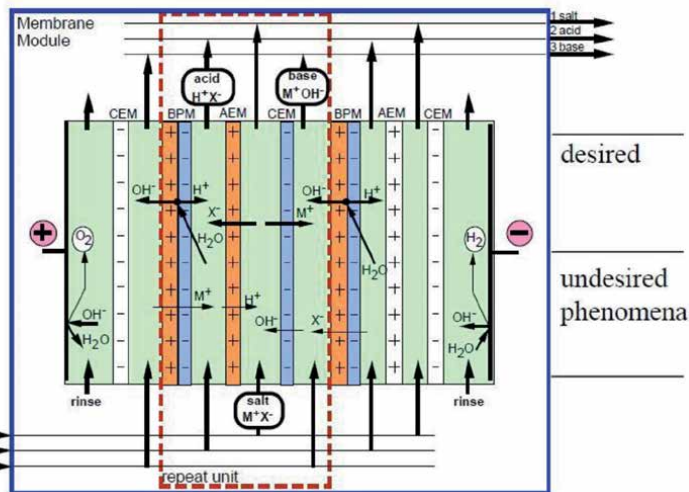 Membrane
Module
1 salt
2 acid
3 base
acid
H⁺X⁻
base
M⁺OH⁻
CEM
BPM
AEM
CEM
BPM
AEM
CEM
desired
OH⁻
H⁺
OH⁻
H⁺
X⁻
M⁺
+
O₂
H₂O
H₂O
H₂
−
undesired
phenomena
M⁺
H⁺
OH⁻
X⁻
OH⁻
H₂O
OH⁻
H₂O
rinse
salt
M⁺X⁻
rinse
repeat unit